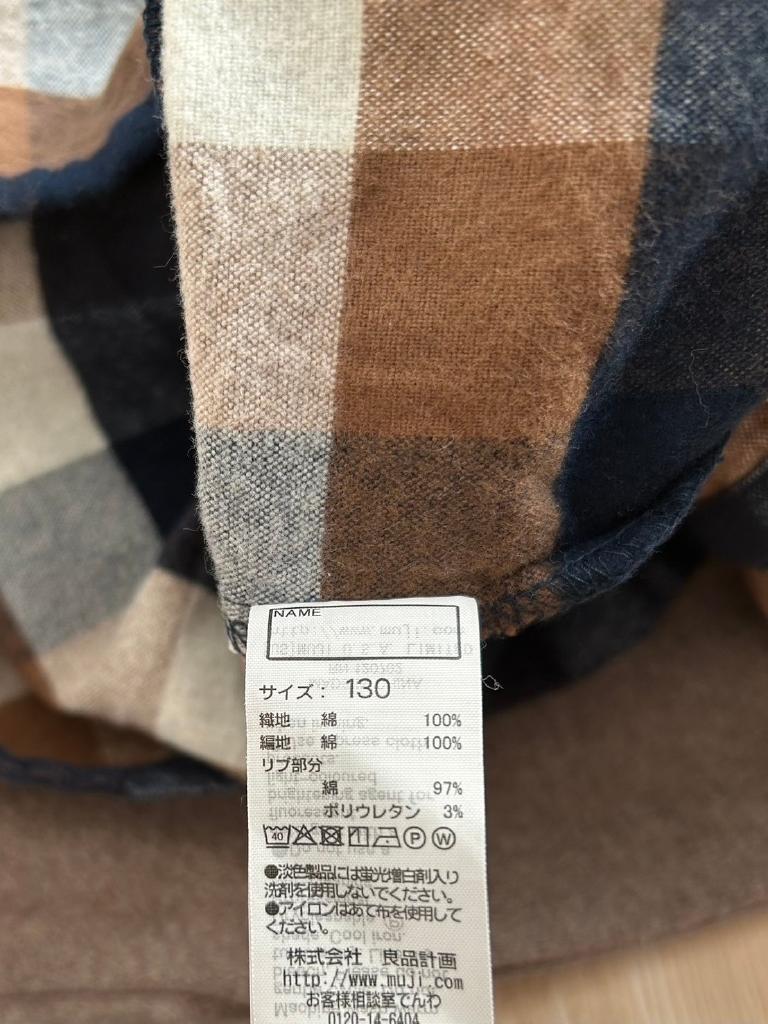 NAME
サイズ： 130
織地 綿 100%
編地 綿 100%
リブ部分
綿 97%
ポリウレタン 3%
40 P W
●淡色製品には蛍光増白剤入り
洗剤を使用しないでください。
●アイロンはあて布を使用して
ください。
株式会社 良品計画
http://www.muji.com
お客様相談室でんわ
0120-14-6404